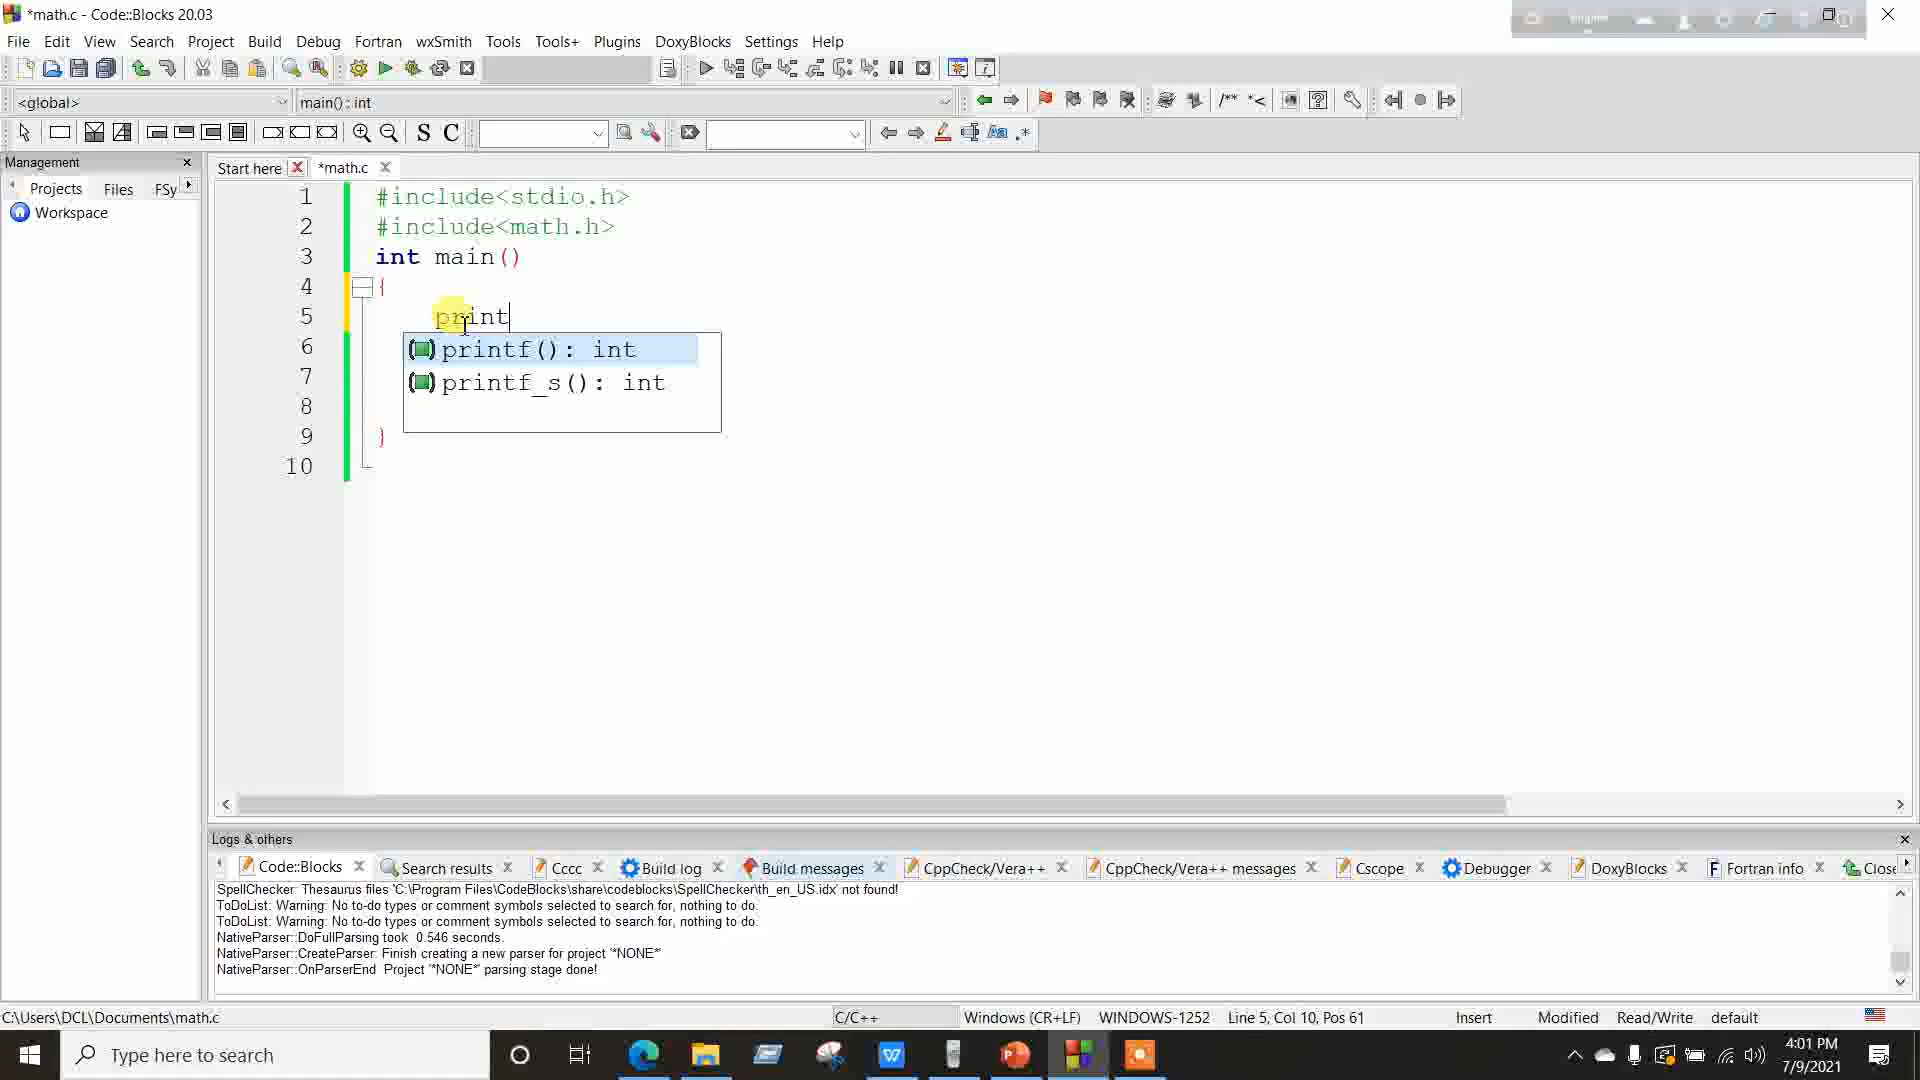 *math.c - Code::Blocks 20.03
File Edit View Search Project Build Debug Fortran wxSmith Tools Tools+ Plugins DoxyBlocks Settings Help
<global> main() : int
S C
Management
Projects Files FSy
Workspace
Start here *math.c
1 #include<stdio.h>
2 #include<math.h>
3 int main()
4 {
5 print
printf(): int
printf_s(): int
6
7
8
9 }
10
Logs & others
Code::Blocks Search results Cccc Build log Build messages CppCheck/Vera++ CppCheck/Vera++ messages Cscope Debugger DoxyBlocks Fortran info Close
SpellChecker: Thesaurus files 'C:\Program Files\CodeBlocks\share\codeblocks\SpellChecker\th_en_US.idx' not found!
ToDoList: Warning: No to-do types or comment symbols selected to search for, nothing to do.
ToDoList: Warning: No to-do types or comment symbols selected to search for, nothing to do.
NativeParser::DoFullParsing took 0.546 seconds.
NativeParser::CreateParser: Finish creating a new parser for project '*NONE*'
NativeParser::OnParserEnd Project '*NONE*' parsing stage done!
C:\Users\DCL\Documents\math.c C/C++ Windows (CR+LF) WINDOWS-1252 Line 5, Col 10, Pos 61 Insert Modified Read/Write default
Type here to search
4:01 PM
7/9/2021